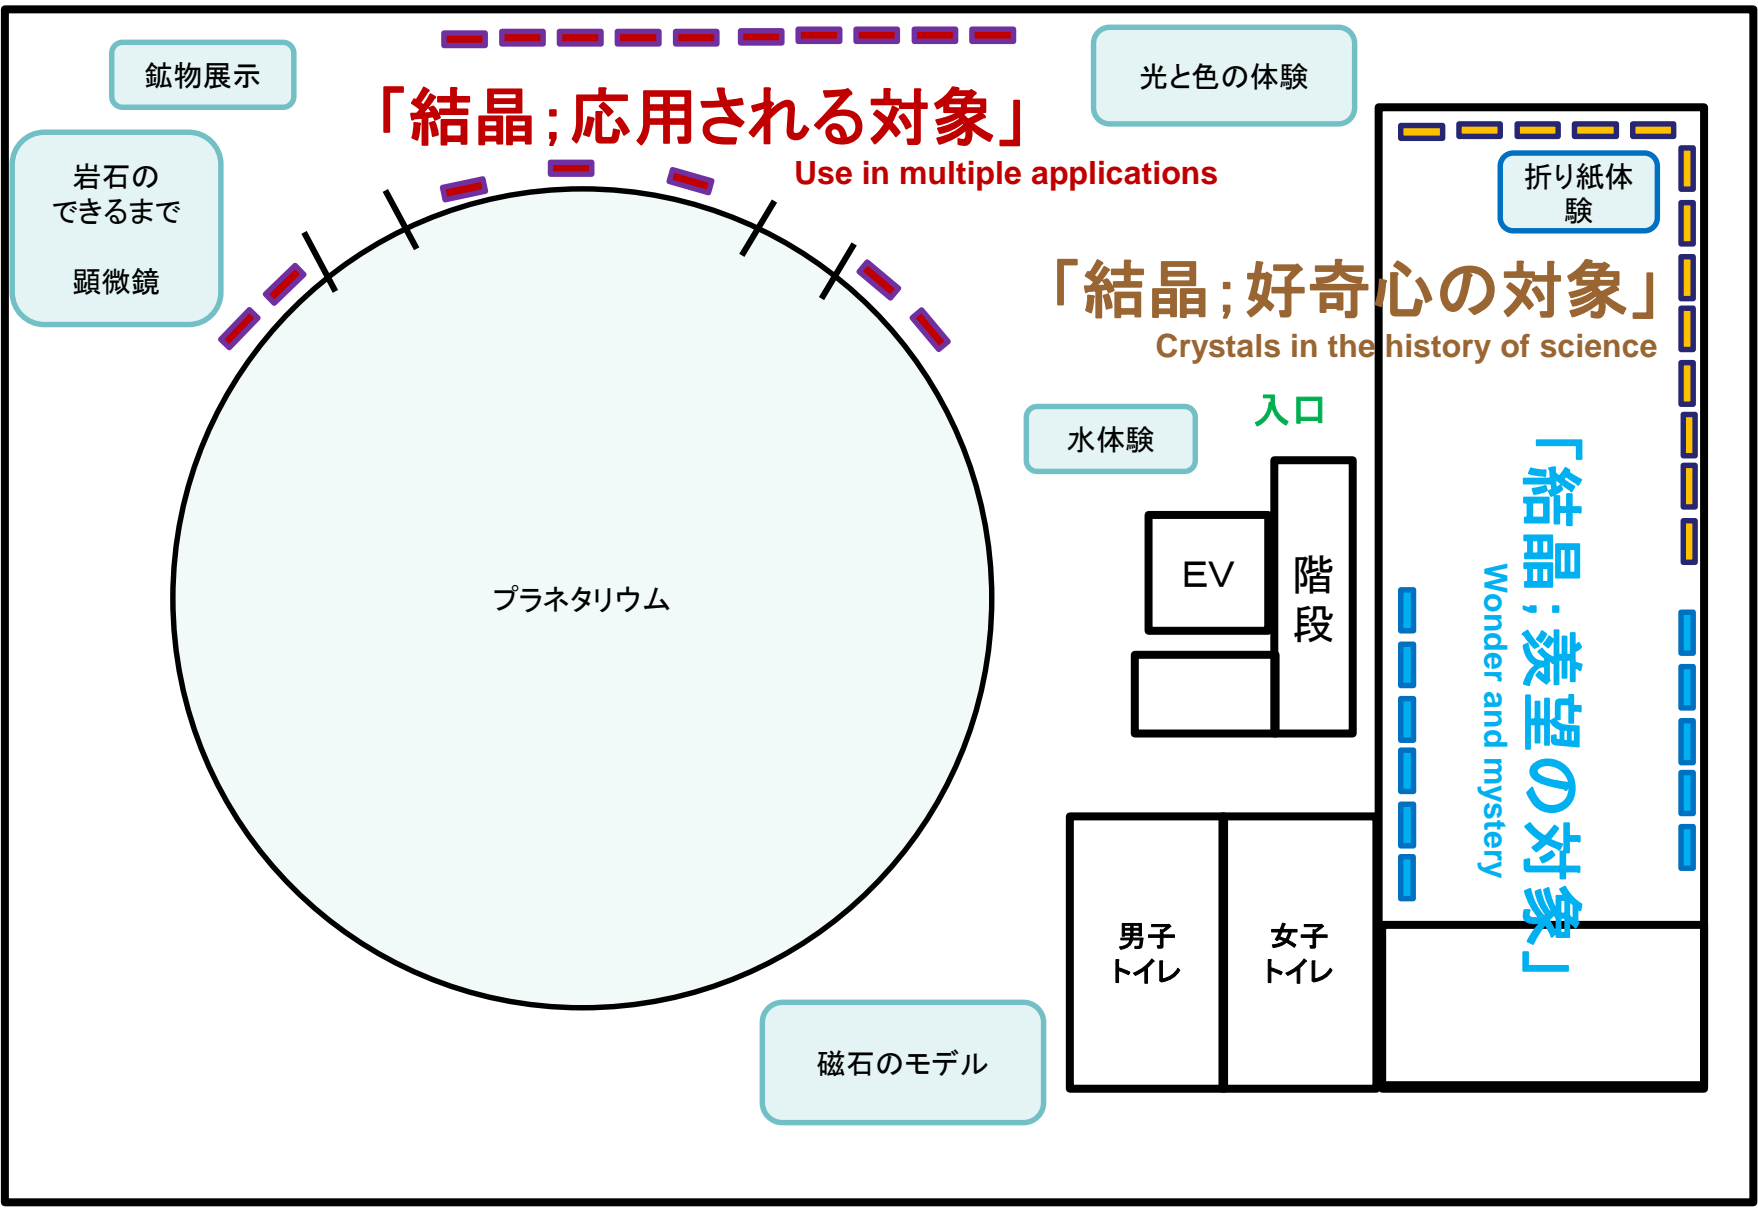 鉱物展示
光と色の体験
「結晶;応用される対象」
Use in multiple applications
岩石の
できるまで
顕微鏡
折り紙体
験
「結晶;好奇心の対象」
Crystals in the history of science
入口
水体験
EV
階
段
プラネタリウム
「結晶;羨望の対象」
Wonder and mystery
男子
トイレ
女子
トイレ
磁石のモデル